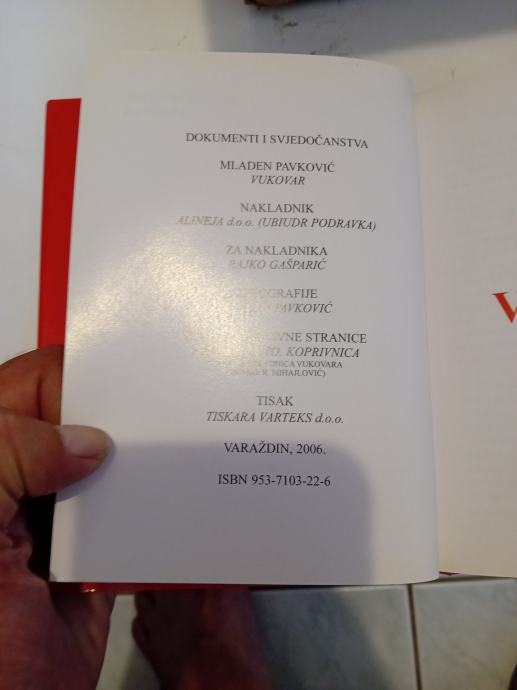 DOKUMENTI I SVJEDOČANSTVA
MLADEN PAVKOVIĆ
VUKOVAR
NAKLADNIK
ALINEJA d.o.o. (UBIUDR PODRAVKA)
ZA NAKLADNIKA
RAJKO GAŠPARIĆ
PAVKOVIĆ
STRANICE
KOPRIVNICA
VUKOVARA
MIHAJLOVIĆ)
TISAK
TISKARA VARTEKS d.o.o.
VARAŽDIN, 2006.
ISBN 953-7103-22-6
V